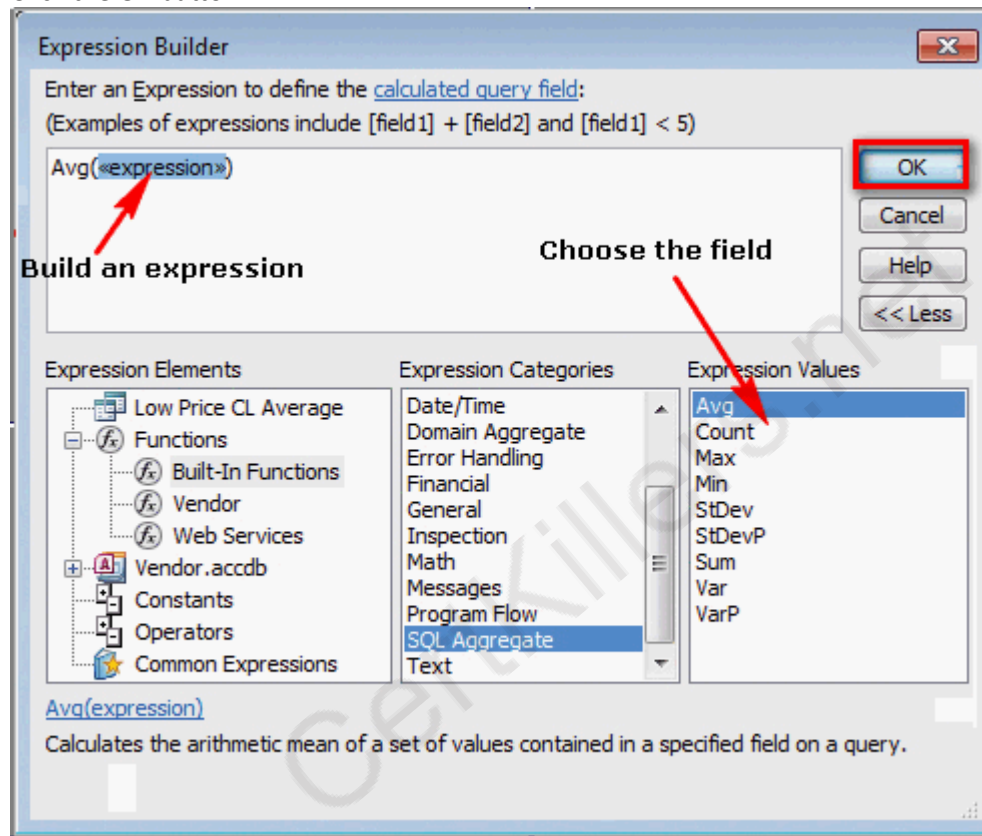 Expression Builder
Enter an Expression to define the calculated query field:
(Examples of expressions include [field1] + [field2] and [field1] < 5)
Avg(«expression»)
OK
Cancel
Build an expression
Choose the field
Help
<< Less
Expression Elements
Low Price CL Average
Functions
Built-In Functions
Vendor
Web Services
Vendor.accdb
Constants
Operators
Common Expressions
Expression Categories
Date/Time
Domain Aggregate
Error Handling
Financial
General
Inspection
Math
Messages
Program Flow
SQL Aggregate
Text
Expression Values
Avg
Count
Max
Min
StDev
StDevP
Sum
Var
VarP
Avg(expression)
Calculates the arithmetic mean of a set of values contained in a specified field on a query.
CertKillers.net